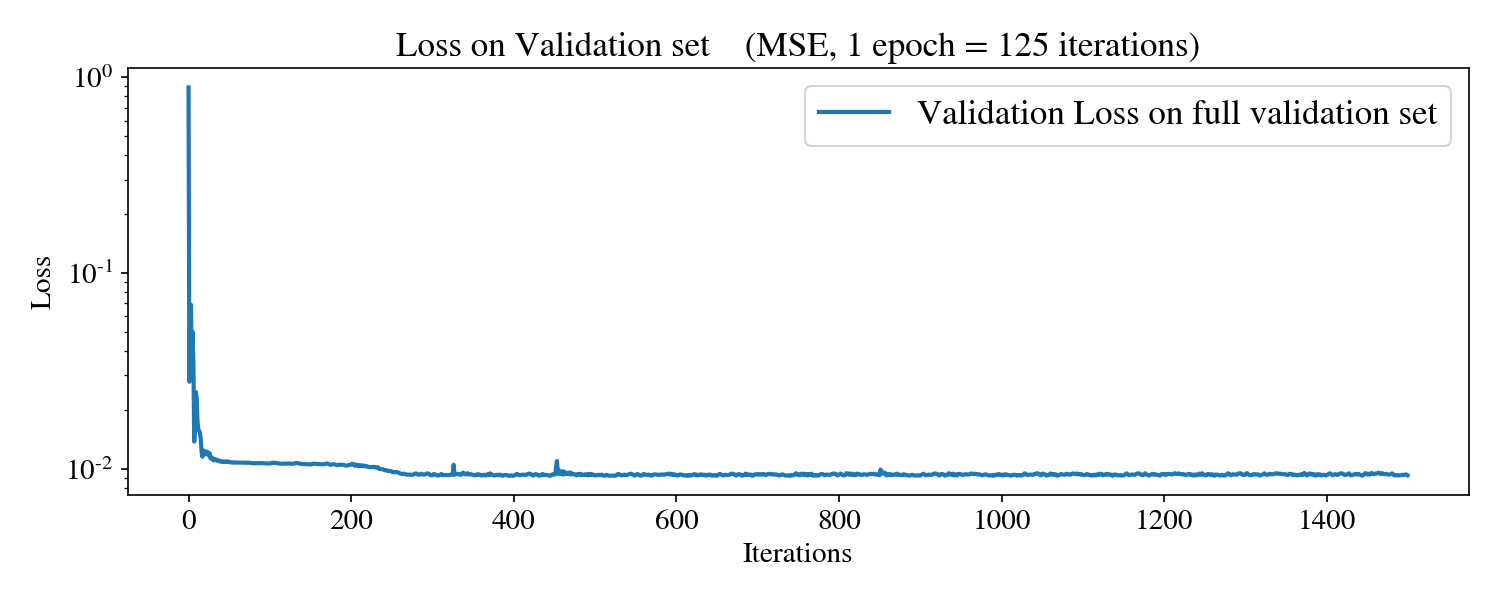 Loss on Validation set (MSE, 1 epoch = 125 iterations)
Validation Loss on full validation set
10⁰
10⁻¹
10⁻²
Loss
0 200 400 600 800 1000 1200 1400
Iterations